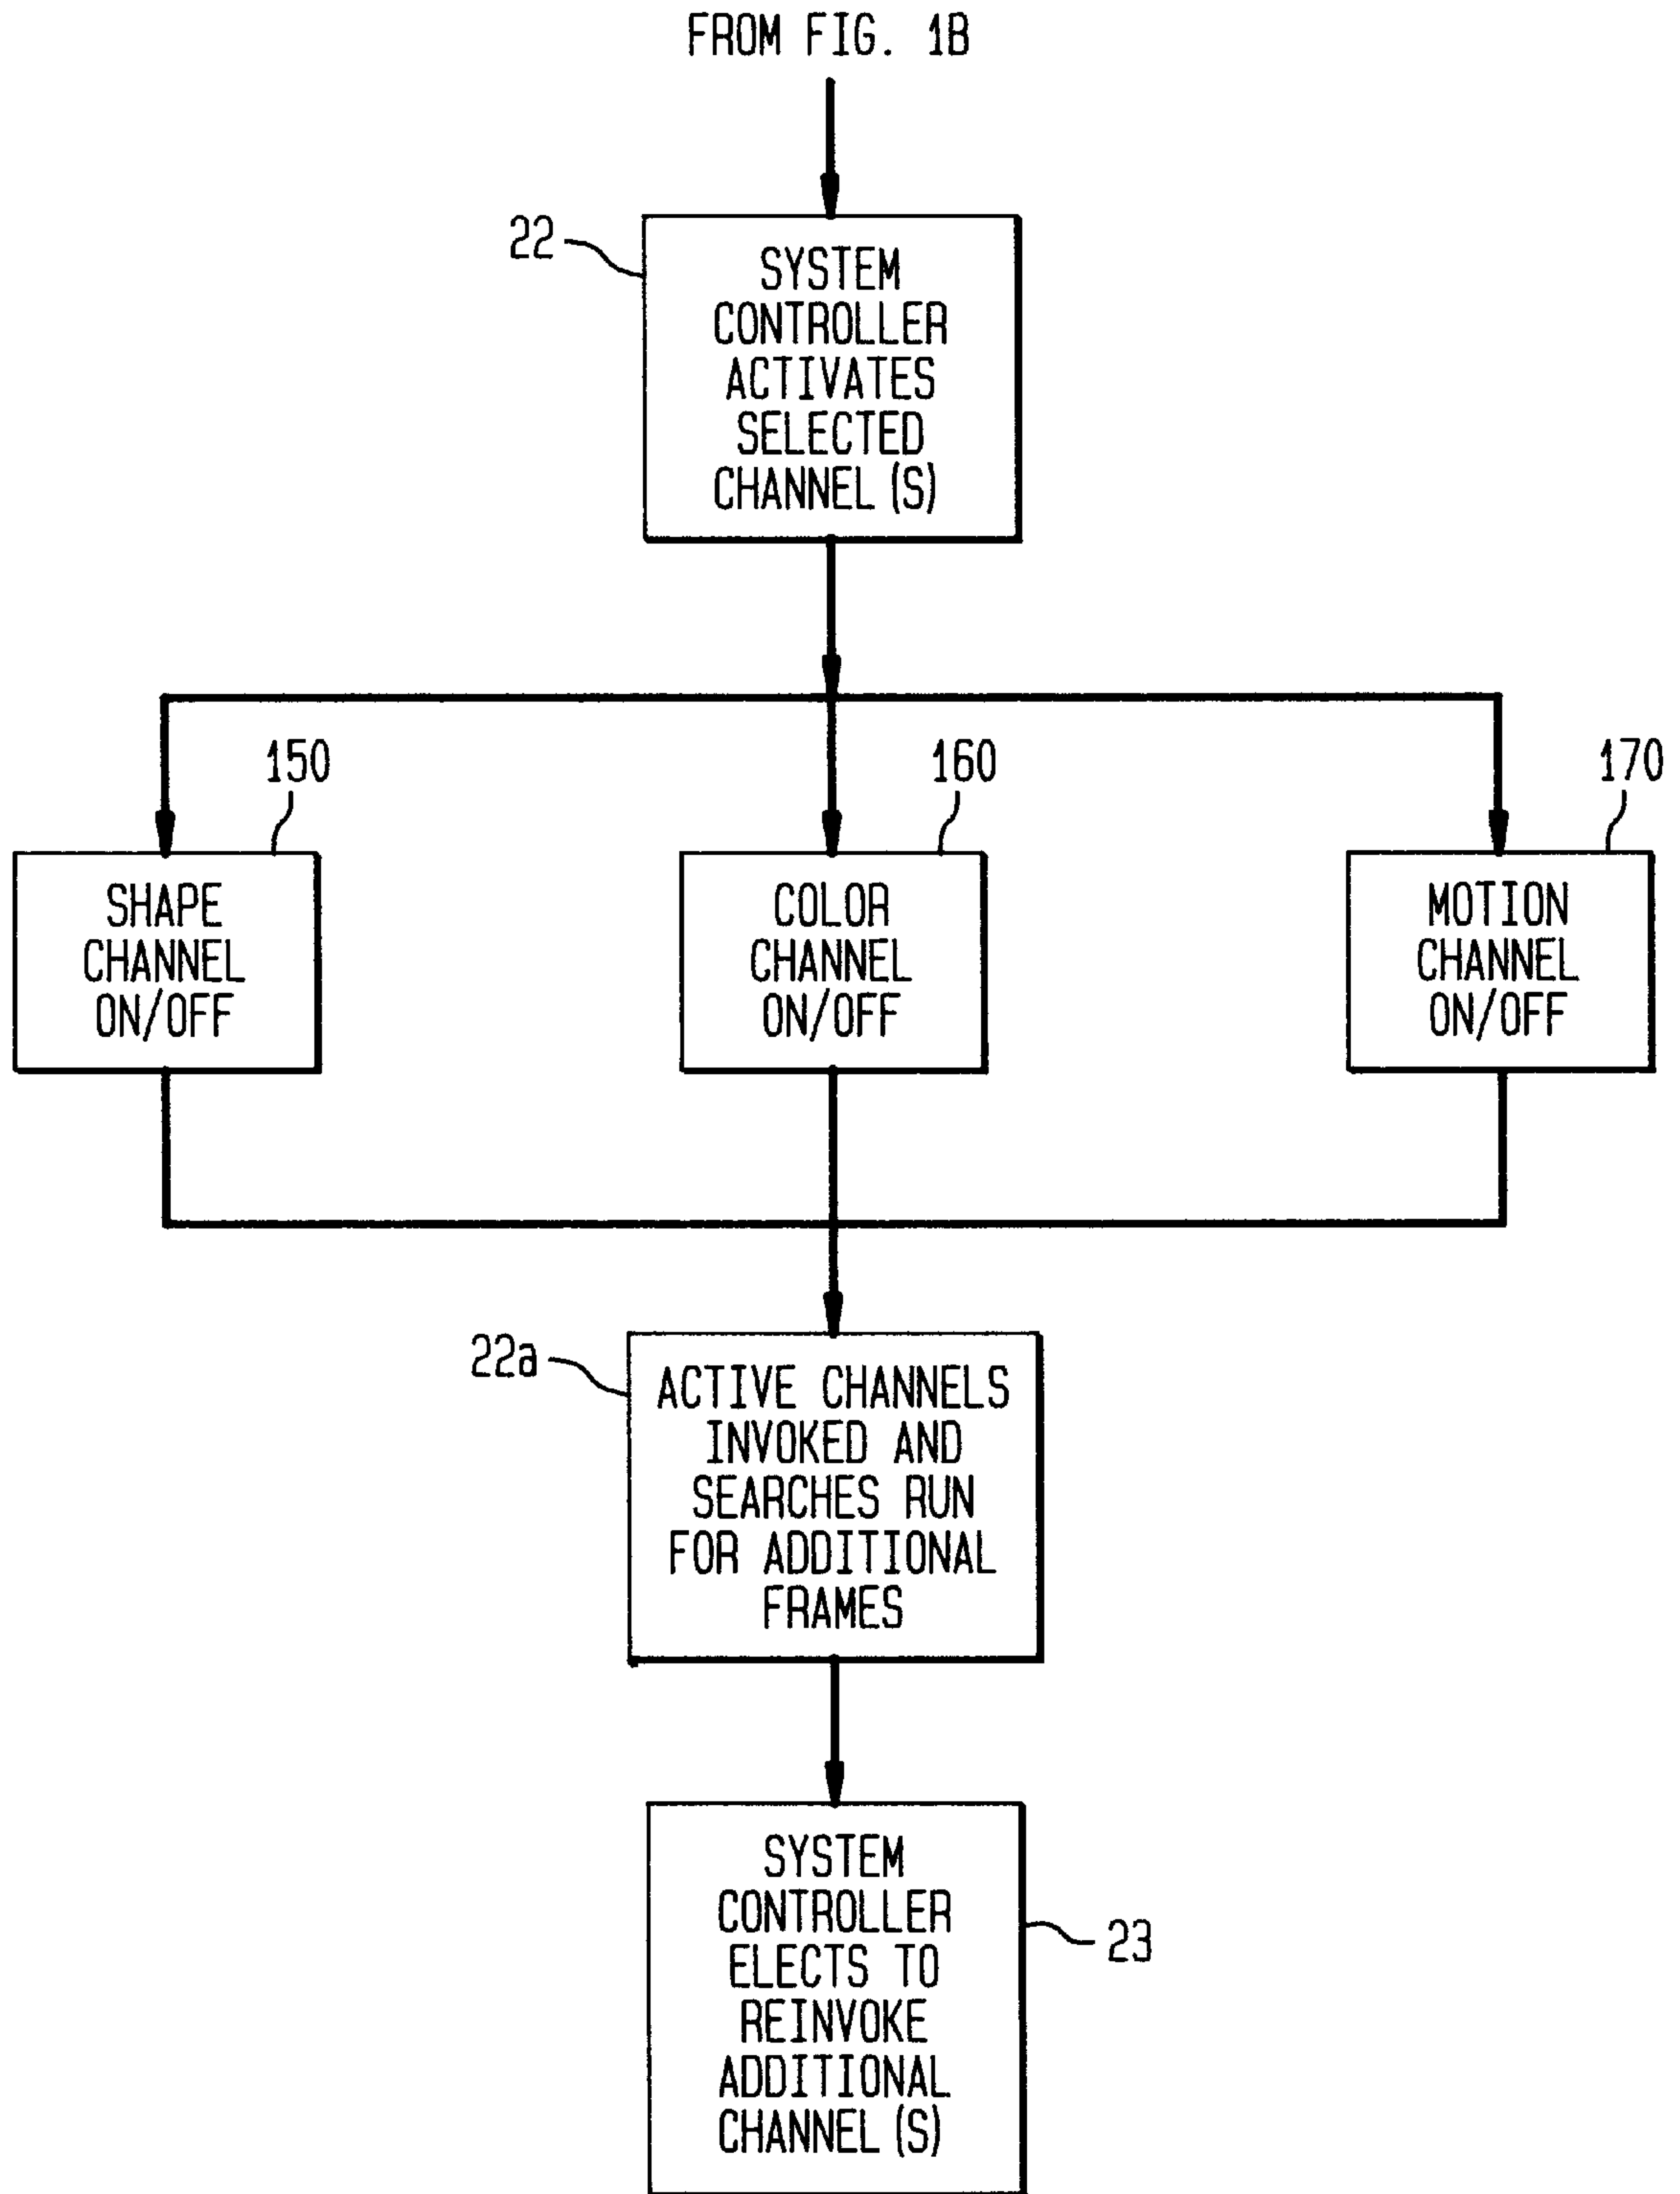 FROM FIG. 1B
22
SYSTEM
CONTROLLER
ACTIVATES
SELECTED
CHANNEL(S)
150
160
170
SHAPE
CHANNEL
ON/OFF
COLOR
CHANNEL
ON/OFF
MOTION
CHANNEL
ON/OFF
22a
ACTIVE CHANNELS
INVOKED AND
SEARCHES RUN
FOR ADDITIONAL
FRAMES
SYSTEM
CONTROLLER
ELECTS TO
REINVOKE
ADDITIONAL
CHANNEL(S)
23